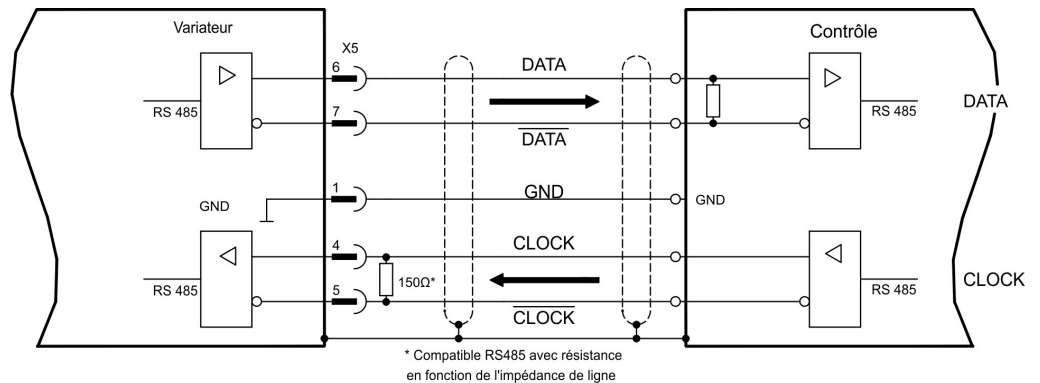 Variateur
Contrôle
X5
6
DATA
RS 485
RS 485
DATA
7
DATA
1
GND
GND
GND
4
CLOCK
RS 485
150Ω*
RS 485
CLOCK
5
CLOCK
* Compatible RS485 avec résistance
en fonction de l'impédance de ligne